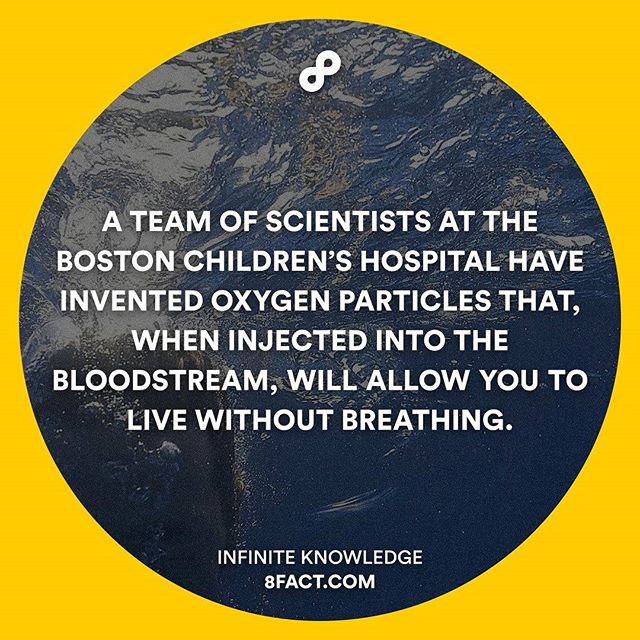 A TEAM OF SCIENTISTS AT THE
BOSTON CHILDREN'S HOSPITAL HAVE
INVENTED OXYGEN PARTICLES THAT,
WHEN INJECTED INTO THE
BLOODSTREAM, WILL ALLOW YOU TO
LIVE WITHOUT BREATHING.
INFINITE KNOWLEDGE
8FACT.COM